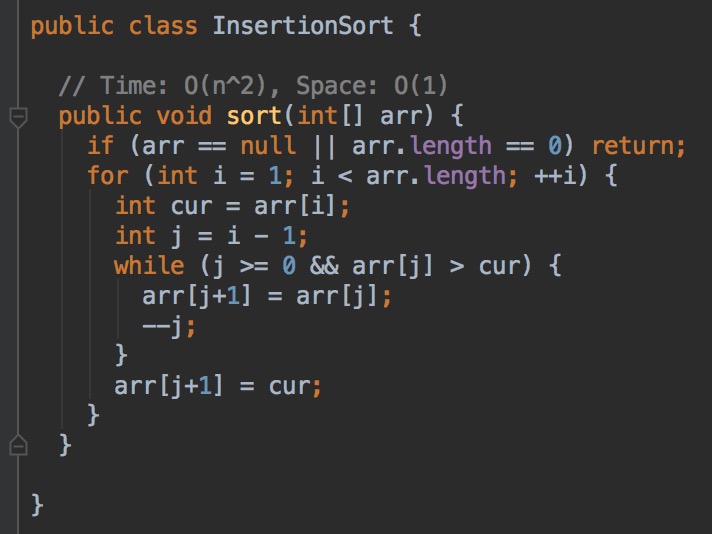 public class InsertionSort {
// Time: O(n^2), Space: O(1)
public void sort(int[] arr) {
if (arr == null || arr.length == 0) return;
for (int i = 1; i < arr.length; ++i) {
int cur = arr[i];
int j = i - 1;
while (j >= 0 && arr[j] > cur) {
arr[j+1] = arr[j];
--j;
}
arr[j+1] = cur;
}
}
}